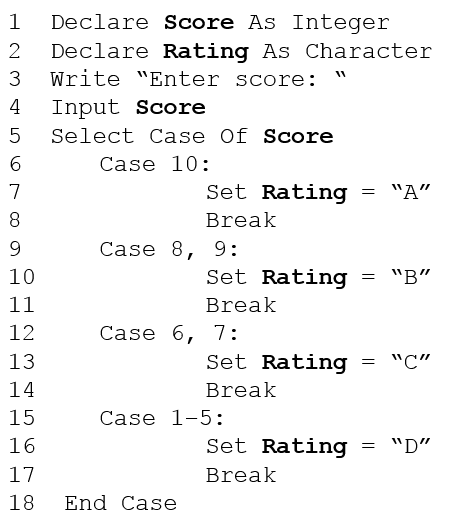 1 Declare Score As Integer
2 Declare Rating As Character
3 Write “Enter score: “
4 Input Score
5 Select Case Of Score
6 Case 10:
7 Set Rating = “A”
8 Break
9 Case 8, 9:
10 Set Rating = “B”
11 Break
12 Case 6, 7:
13 Set Rating = “C”
14 Break
15 Case 1–5:
16 Set Rating = “D”
17 Break
18 End Case